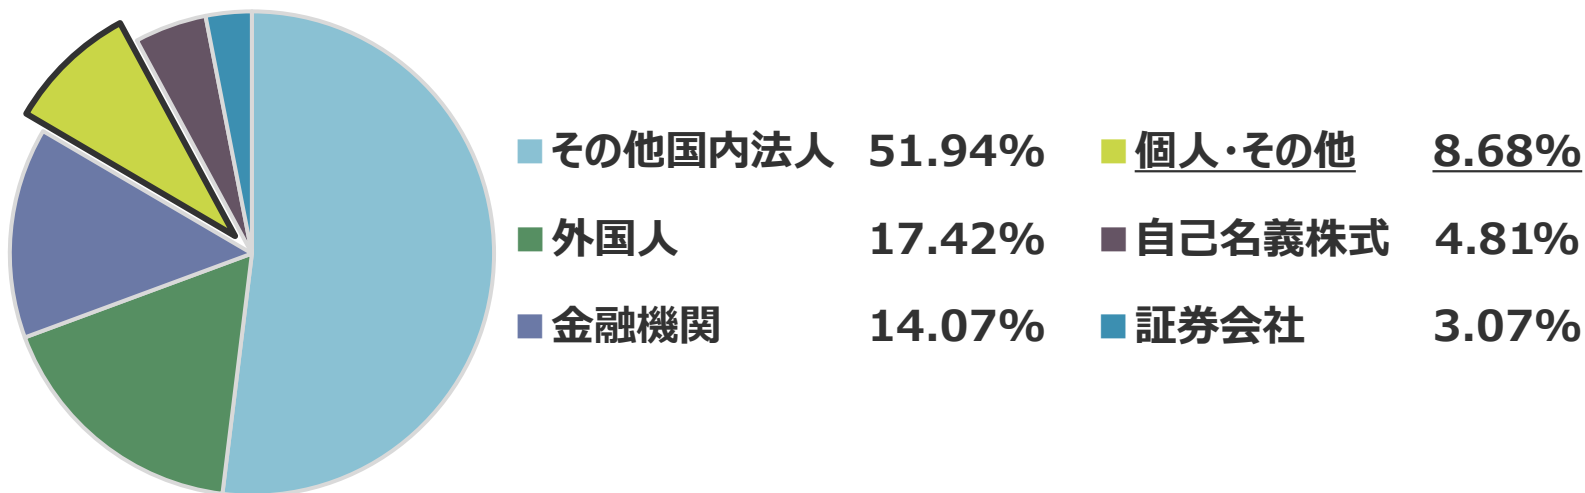 その他国内法人 51.94% 個人・その他 8.68%
外国人 17.42% 自己名義株式 4.81%
金融機関 14.07% 証券会社 3.07%